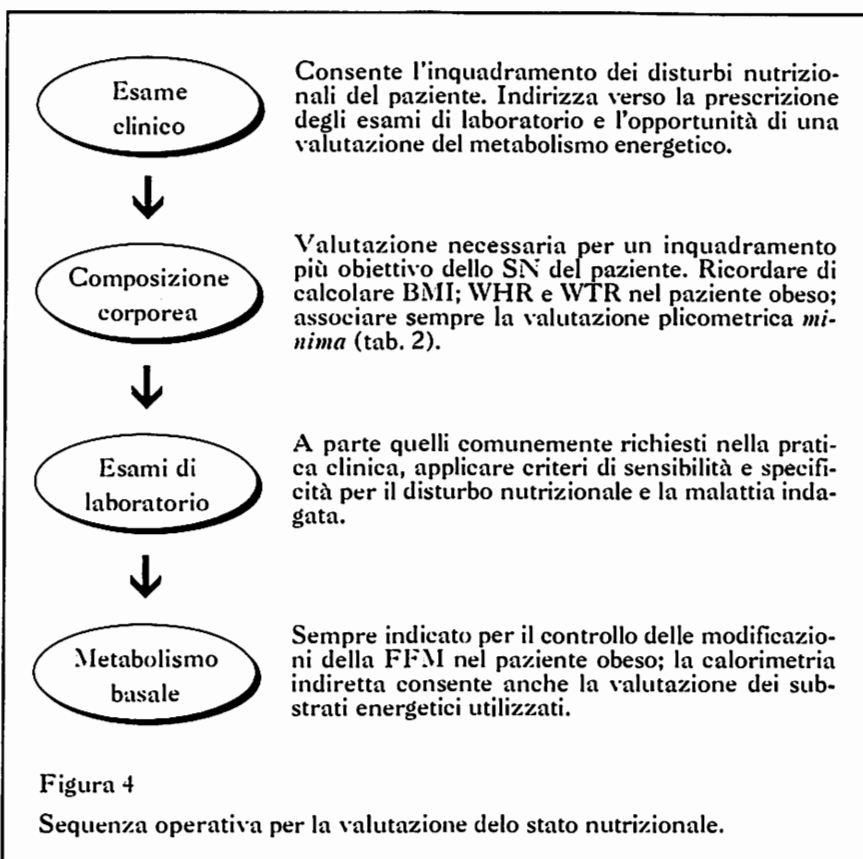 Esame
clinico
Consente l'inquadramento dei disturbi nutrizio-
nali del paziente. Indirizza verso la prescrizione
degli esami di laboratorio e l'opportunità di una
valutazione del metabolismo energetico.
Composizione
corporea
Valutazione necessaria per un inquadramento
più obiettivo dello SN del paziente. Ricordare di
calcolare BMI; WHR e WTR nel paziente obeso;
associare sempre la valutazione plicometrica mi-
nima (tab. 2).
Esami di
laboratorio
A parte quelli comunemente richiesti nella prati-
ca clinica, applicare criteri di sensibilità e specifi-
cità per il disturbo nutrizionale e la malattia inda-
gata.
Metabolismo
basale
Sempre indicato per il controllo delle modificazio-
ni della FFM nel paziente obeso; la calorimetria
indiretta consente anche la valutazione dei sub-
strati energetici utilizzati.
Figura 4
Sequenza operativa per la valutazione delo stato nutrizionale.